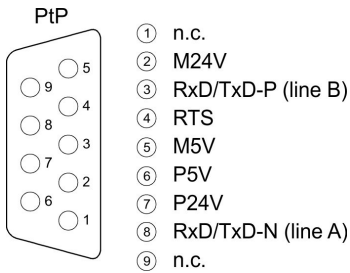 PtP
5
9
4
8
3
7
2
6
1
① n.c.
② M24V
③ RxD/TxD-P (line B)
④ RTS
⑤ M5V
⑥ P5V
⑦ P24V
⑧ RxD/TxD-N (line A)
⑨ n.c.